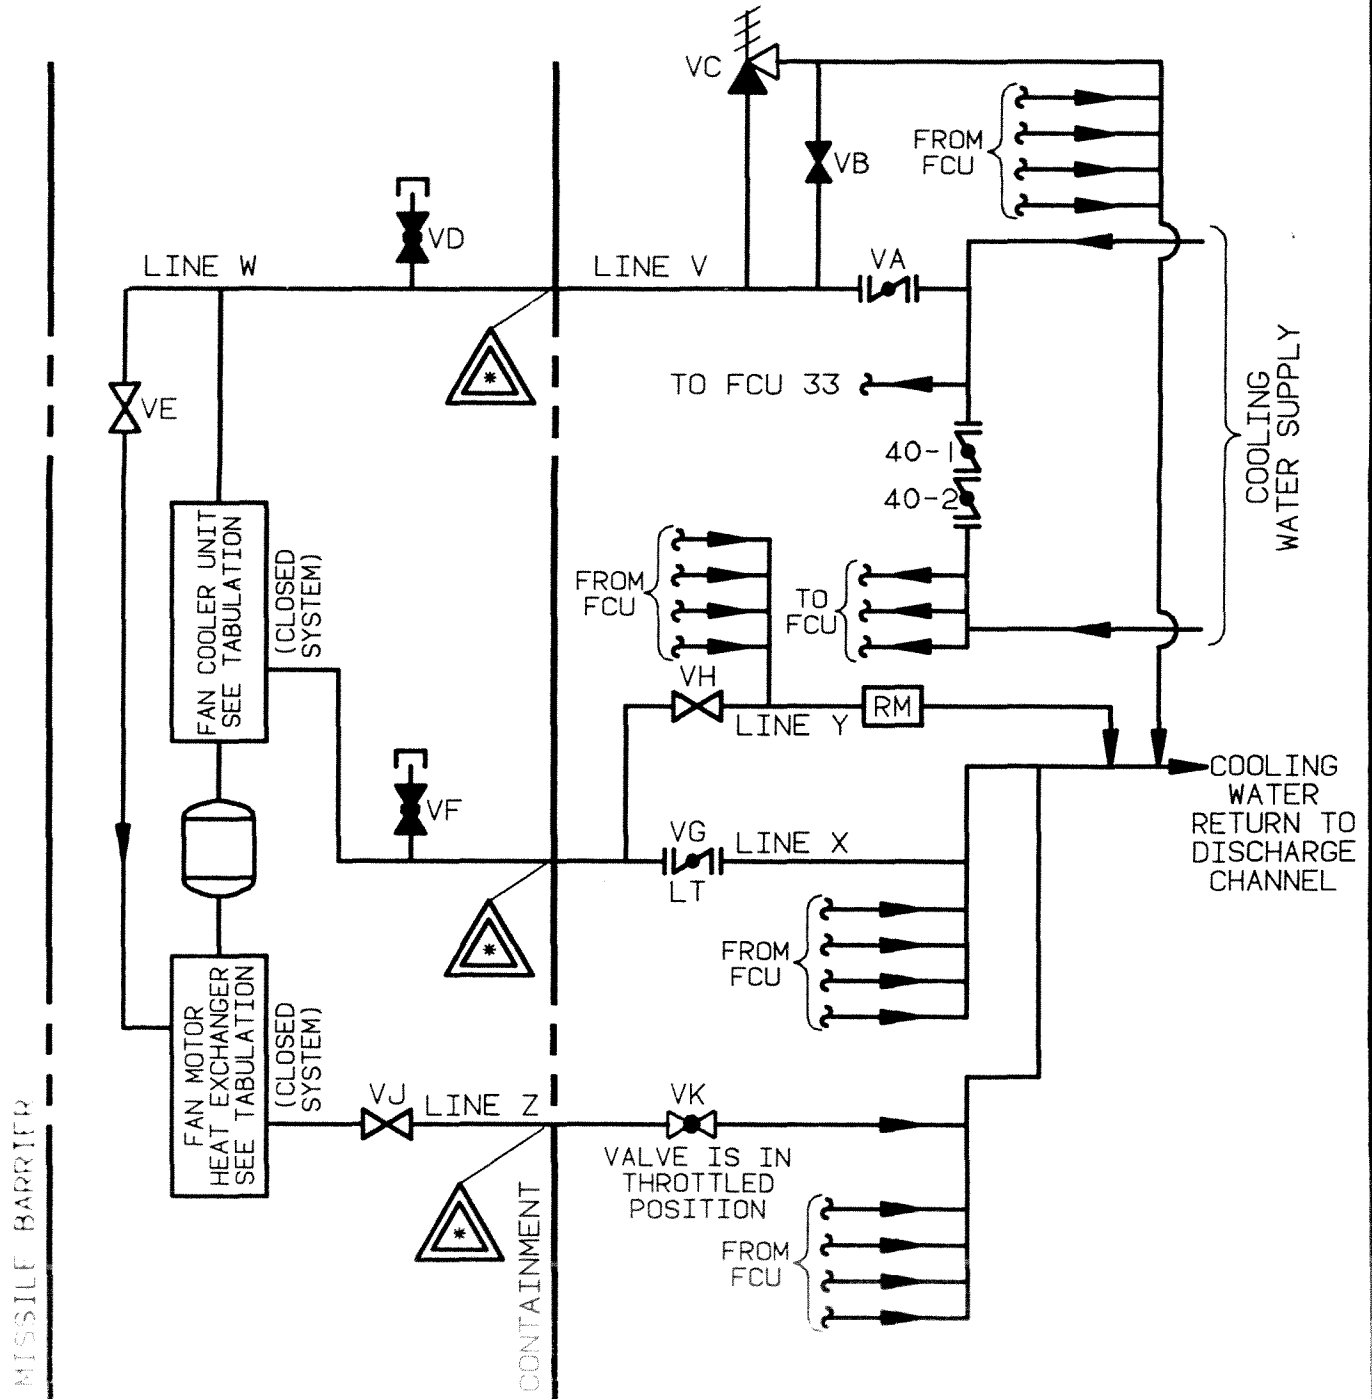 VC
FROM
FCU
VB
VD
LINE W
LINE V
VA
TO FCU 33
COOLING
WATER SUPPLY
VE
40-1
40-2
FAN COOLER UNIT
SEE TABULATION
(CLOSED
SYSTEM)
FROM
FCU
TO
FCU
VH
LINE Y
RM
VF
VG
LINE X
LT
COOLING
WATER
RETURN TO
DISCHARGE
CHANNEL
FROM
FCU
FAN MOTOR
HEAT EXCHANGER
SEE TABULATION
(CLOSED
SYSTEM)
VJ
LINE Z
VK
VALVE IS IN
THROTTLED
POSITION
FROM
FCU
MISSILE BARRIER
CONTAINMENT